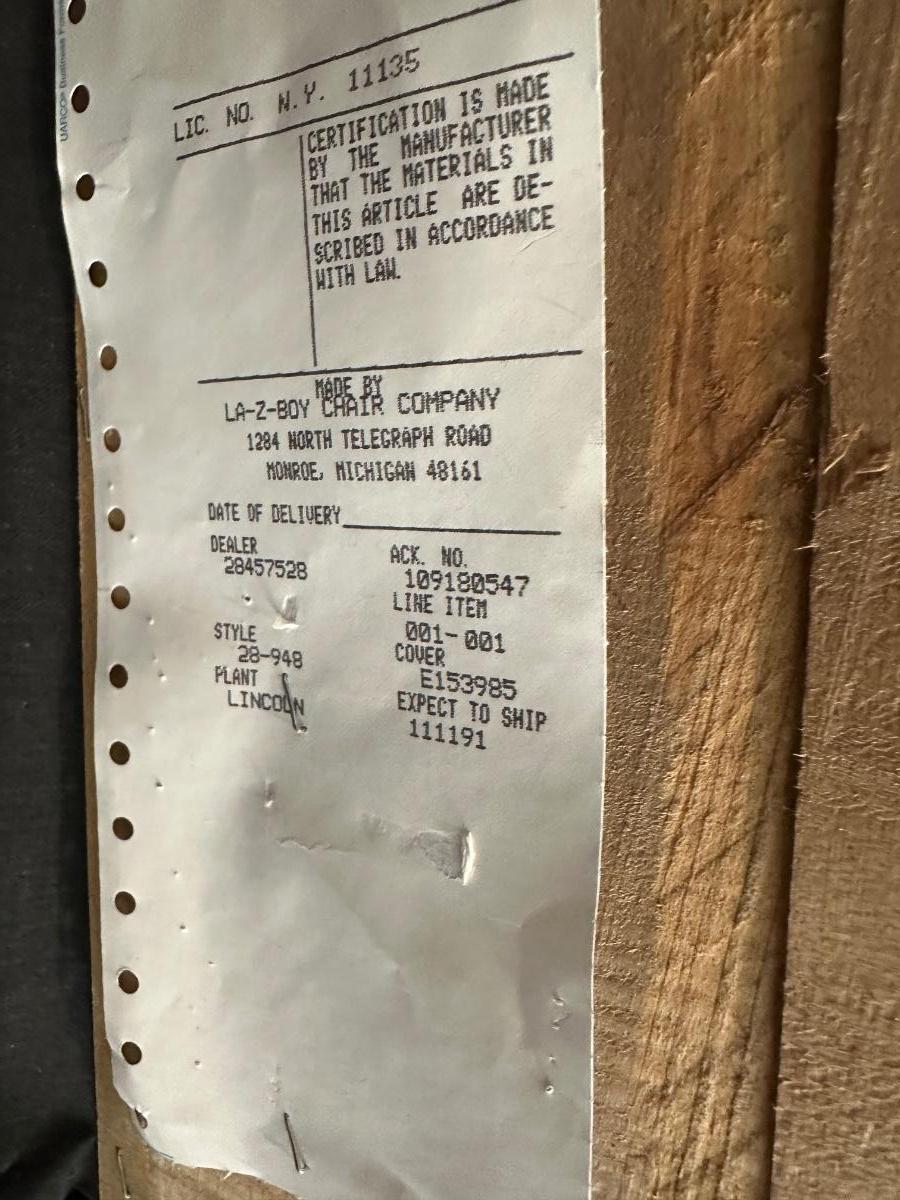 UARCO® Business Fo
LIC. NO. N.Y. 11135
CERTIFICATION IS MADE
BY THE MANUFACTURER
THAT THE MATERIALS IN
THIS ARTICLE ARE DE-
SCRIBED IN ACCORDANCE
WITH LAW.
MADE BY
LA-Z-BOY CHAIR COMPANY
1284 NORTH TELEGRAPH ROAD
MONROE, MICHIGAN 48161
DATE OF DELIVERY
DEALER
28457528
ACK. NO.
109180547
LINE ITEM
001-001
STYLE
28-948
COVER
E153985
PLANT
LINCOLN
EXPECT TO SHIP
111191